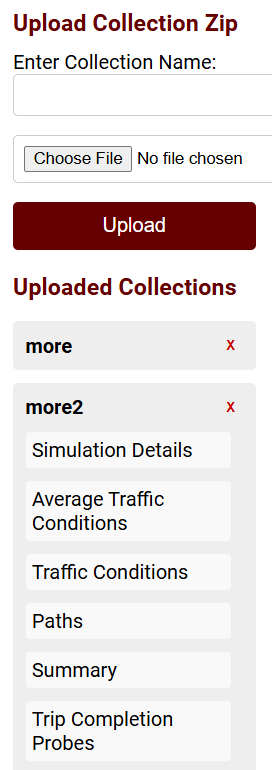 Upload Collection Zip
Enter Collection Name:
Choose File No file chosen
Upload
Uploaded Collections
more x
more2 x
Simulation Details
Average Traffic
Conditions
Traffic Conditions
Paths
Summary
Trip Completion
Probes